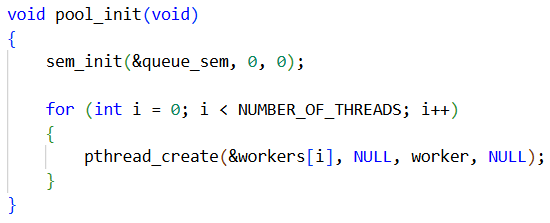 void pool_init(void)
{
    sem_init(&queue_sem, 0, 0);

    for (int i = 0; i < NUMBER_OF_THREADS; i++)
    {
        pthread_create(&workers[i], NULL, worker, NULL);
    }
}